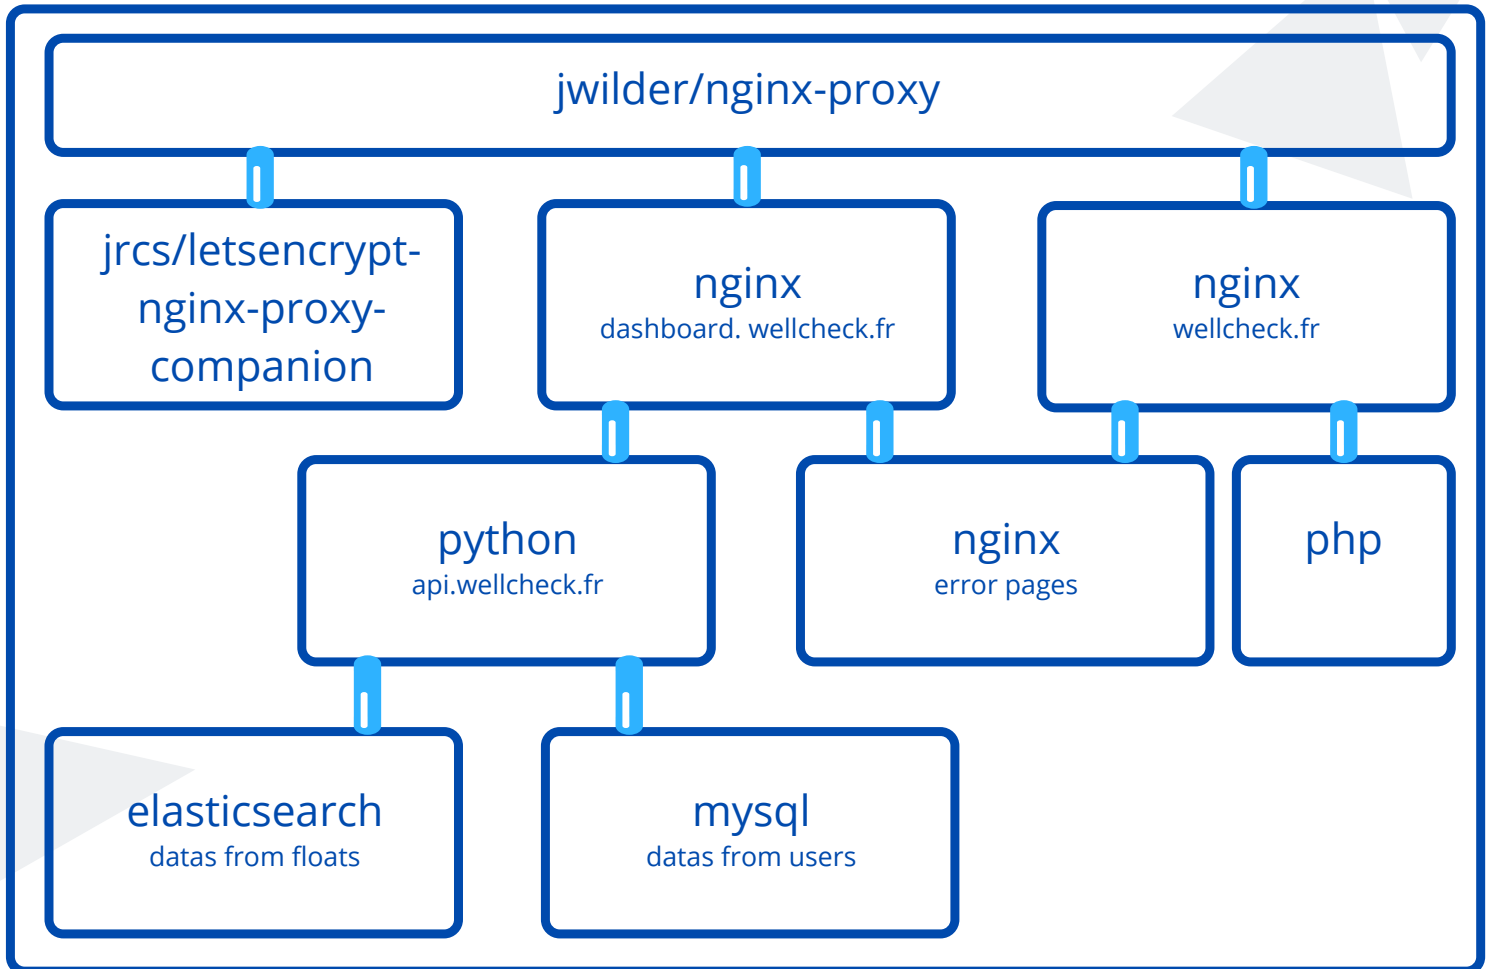 jwilder/nginx-proxy
jrcs/letsencrypt-
nginx-proxy-
companion
nginx
dashboard. wellcheck.fr
nginx
wellcheck.fr
python
api.wellcheck.fr
nginx
error pages
php
elasticsearch
datas from floats
mysql
datas from users